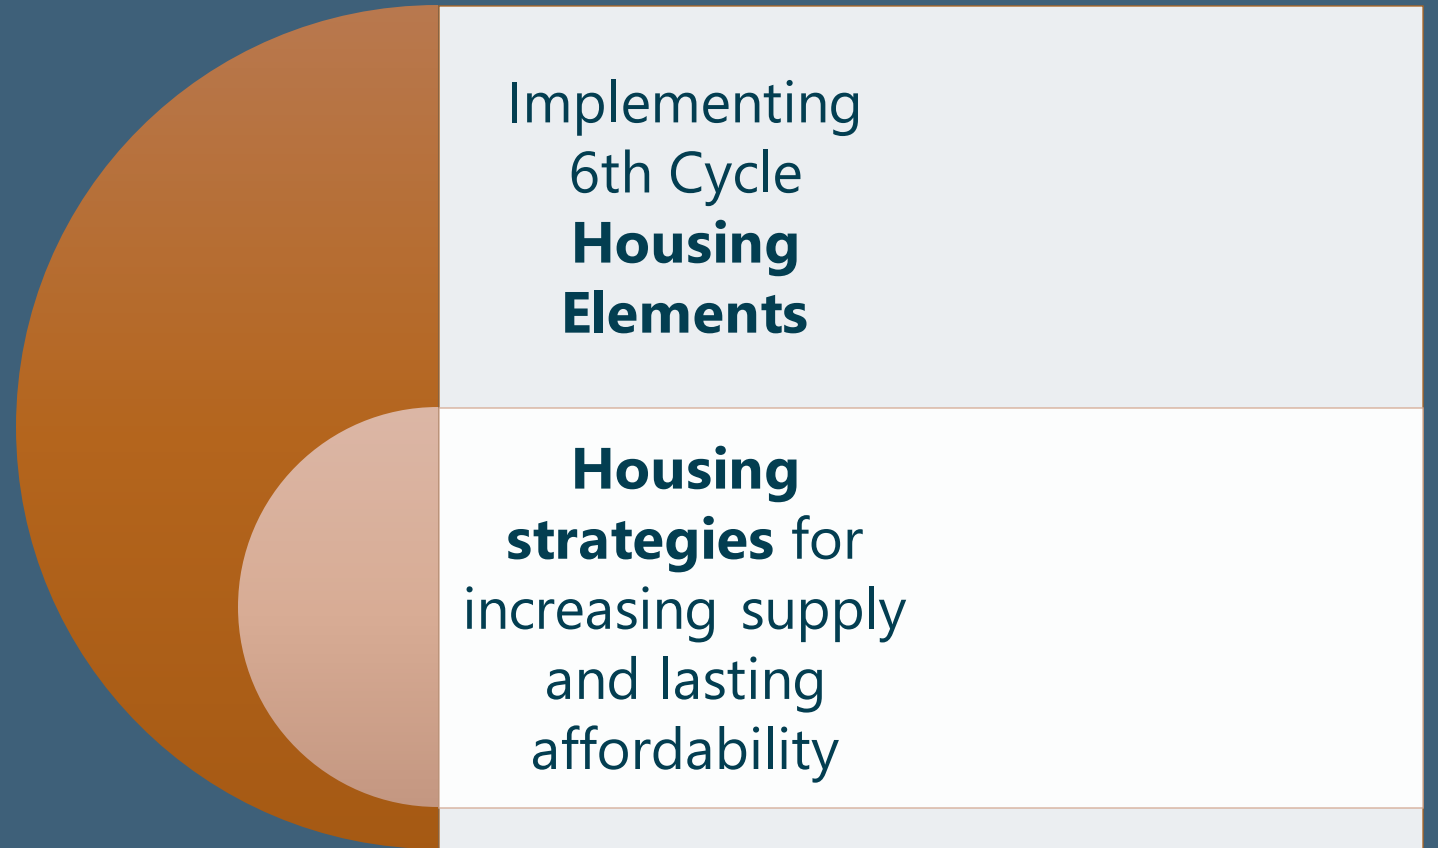 Implementing
6th Cycle
Housing
Elements
Housing
strategies for
increasing supply
and lasting
affordability